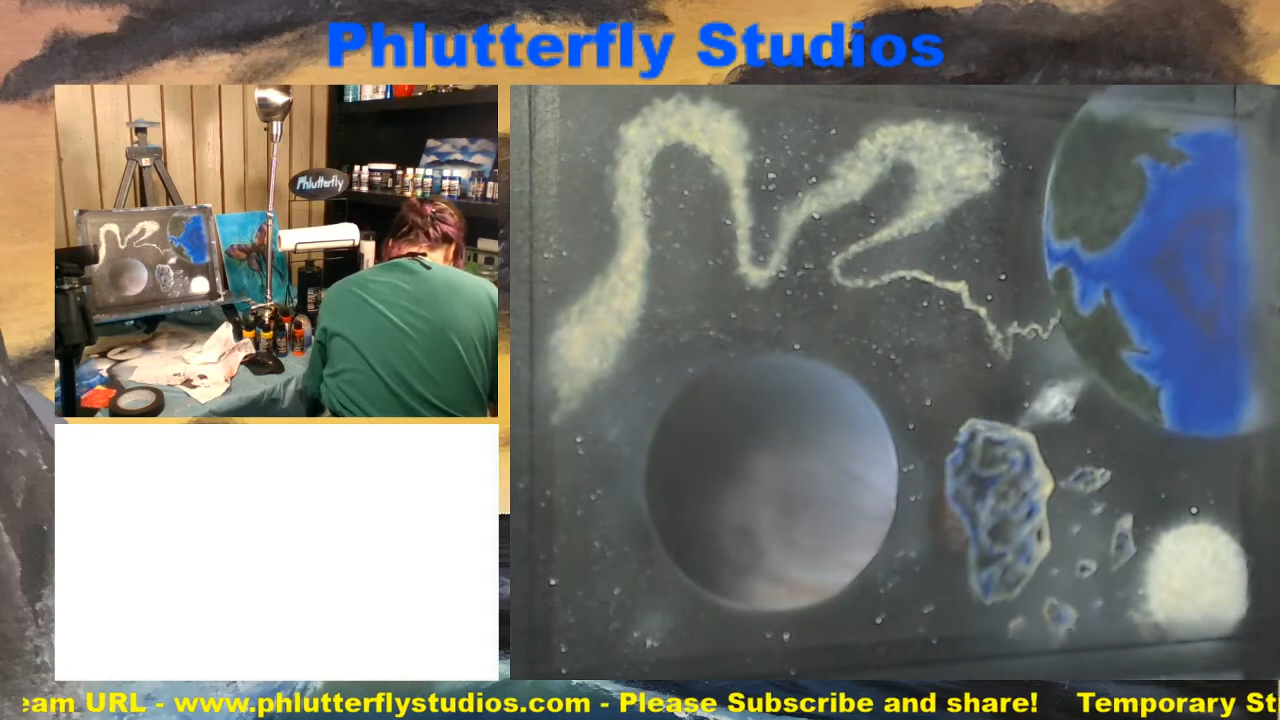 Phlutterfly Studios
Phlutterfly
eam URL - www.phlutterflystudios.com - Please Subscribe and share! Temporary St